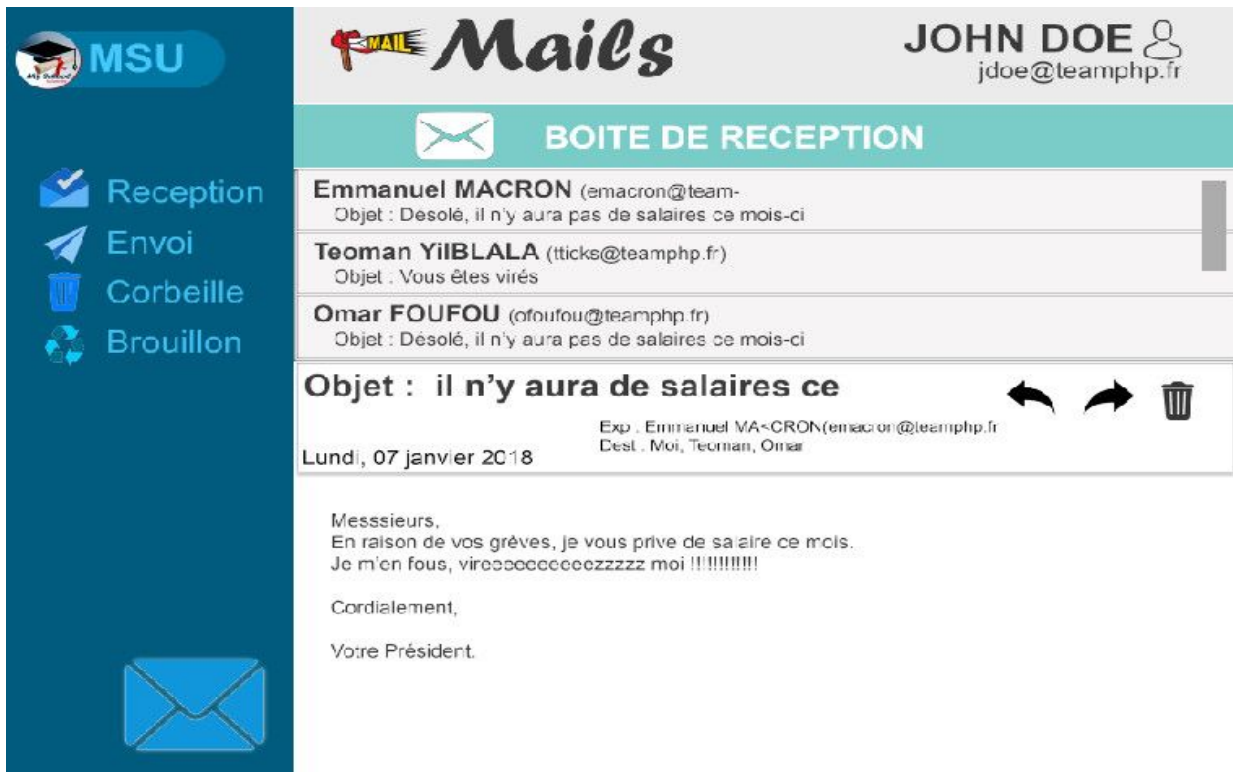 MSU
Reception
Envoi
Corbeille
Brouillon
MAIL Mails
JOHN DOE
jdoe@teamphp.fr
BOITE DE RECEPTION
Emmanuel MACRON (emacron@team-
Objet : Désolé, il n'y aura pas de salaires ce mois-ci
Teoman YilBLALA (tticks@teamphp.fr)
Objet : Vous êtes virés
Omar FOUFOU (ofoufou@teamphp.fr)
Objet : Désolé, il n'y aura pas de salaires ce mois-ci
Objet : il n'y aura de salaires ce
Exp : Emmanuel MA<CRON(emacron@teamphp.fr
Dest : Moi, Teoman, Omar
Lundi, 07 janvier 2018
Messsieurs,
En raison de vos grèves, je vous prive de salaire ce mois.
Je m'en fous, vireeeeeeeeeezzzzz moi !!!!!!!!!!!!!
Cordialement,
Votre Président.